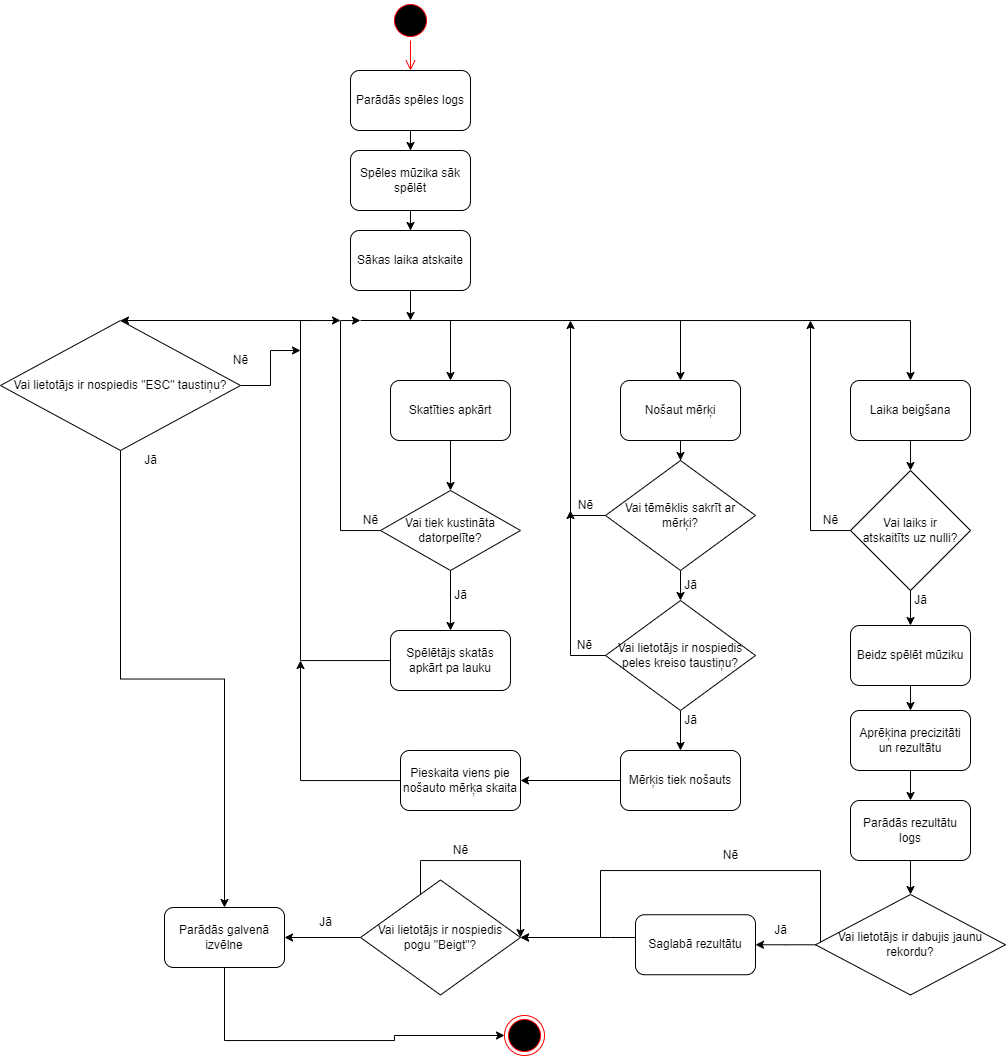 Parādās spēles logs
Spēles mūzika sāk
spēlēt
Sākas laika atskaite
Vai lietotājs ir nospiedis "ESC" taustiņu?
Nē
Jā
Skatīties apkārt
Vai tiek kustināta
datorpelīte?
Nē
Jā
Spēlētājs skatās
apkārt pa lauku
Nošaut mērķi
Vai tēmēklis sakrīt ar
mērķi?
Nē
Jā
Vai lietotājs ir nospiedis
peles kreiso taustiņu?
Nē
Jā
Mērķis tiek nošauts
Pieskaita viens pie
nošauto mērķa skaita
Laika beigšana
Vai laiks ir
atskaitīts uz nulli?
Nē
Jā
Beidz spēlēt mūziku
Aprēķina precizitāti
un rezultātu
Parādās rezultātu
logs
Vai lietotājs ir dabujis jaunu
rekordu?
Nē
Jā
Saglabā rezultātu
Vai lietotājs ir nospiedis
pogu "Beigt"?
Nē
Jā
Parādās galvenā
izvēlne